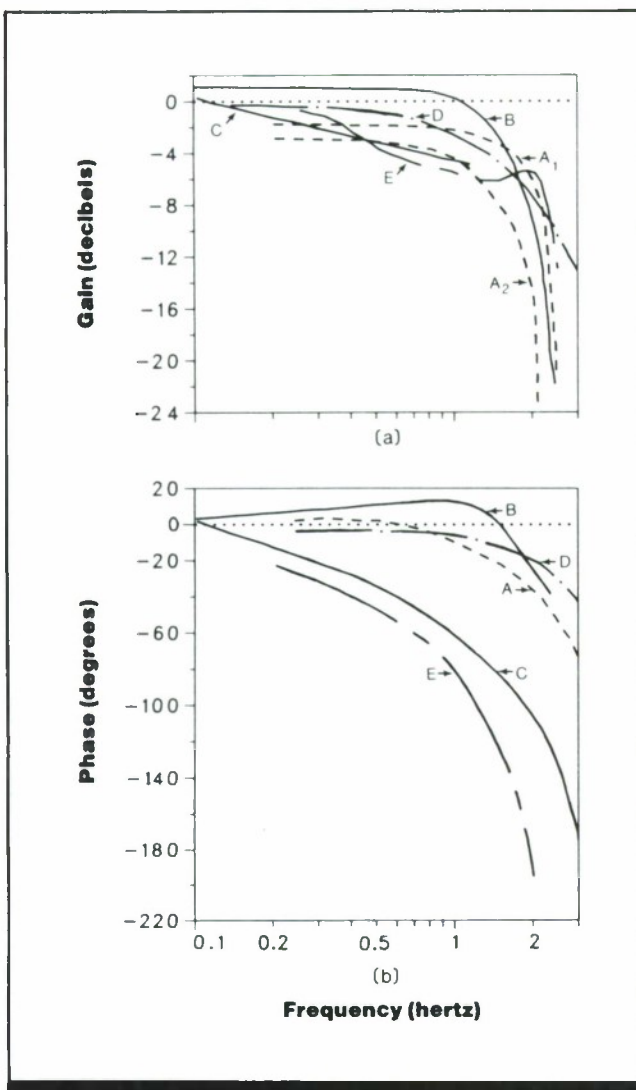 Gain (decibels)
0
-4
-8
-12
-16
-20
-24
C
D
B
E
A1
A2
(a)
Phase (degrees)
20
0
-20
-60
-100
-140
-180
-220
B
D
A
C
E
0.1 0.2 0.5 1 2
(b)
Frequency (hertz)